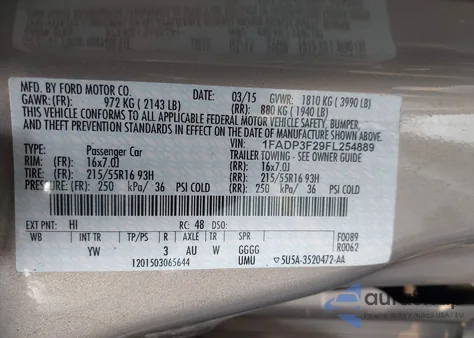 MFD. BY FORD MOTOR CO.
DATE: 03/15 GVWR: 1810 KG ( 3990 LB)
GAWR: (FR): 972 KG ( 2143 LB) (RR): 880 KG ( 1940 LB)
THIS VEHICLE CONFORMS TO ALL APPLICABLE FEDERAL MOTOR VEHICLE SAFETY, BUMPER,
AND THEFT PREVENTION STANDARDS IN EFFECT ON THE DATE OF MANUFACTURE SHOWN ABOVE.
VIN: 1FADP3F29FL254889
TYPE: Passenger Car TRAILER TOWING - SEE OWNER GUIDE
RIM: (FR): 16x7.0J (RR): 16x7.0J
TIRE: (FR): 215/55R16 93H (RR): 215/55R16 93H
PRESSURE: (FR): 250 kPa/ 36 PSI COLD (RR): 250 kPa/ 36 PSI COLD
EXT PNT: HI RC: 48 DSO:
WB INT TR TP/PS R AXLE TR SPR F0089
YW 3 AU W GGGG R0062
1201503065644 UMU 5U5A-3520472-AA